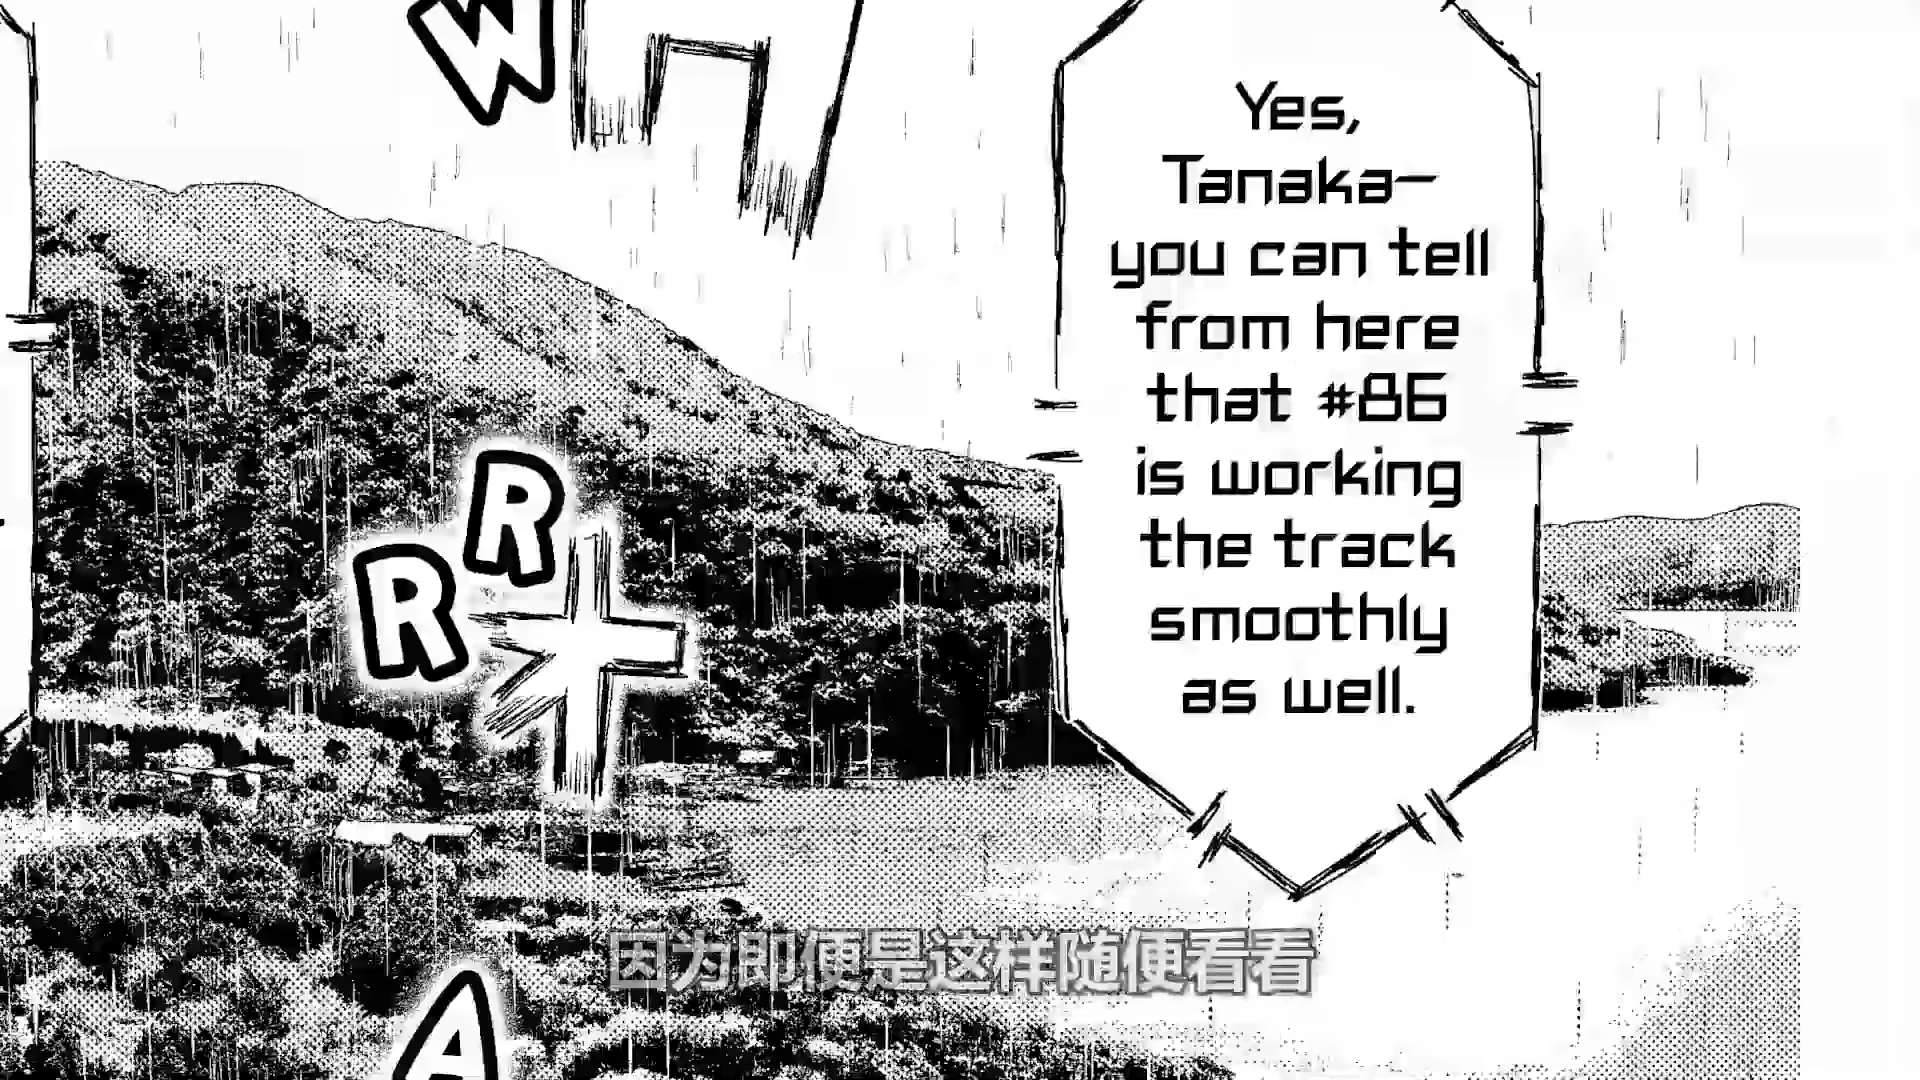 W
Yes,
Tanaka—
you can tell
from here
that #86
is working
the track
smoothly
as well.
R
R
因为即便是这样随便看看
A